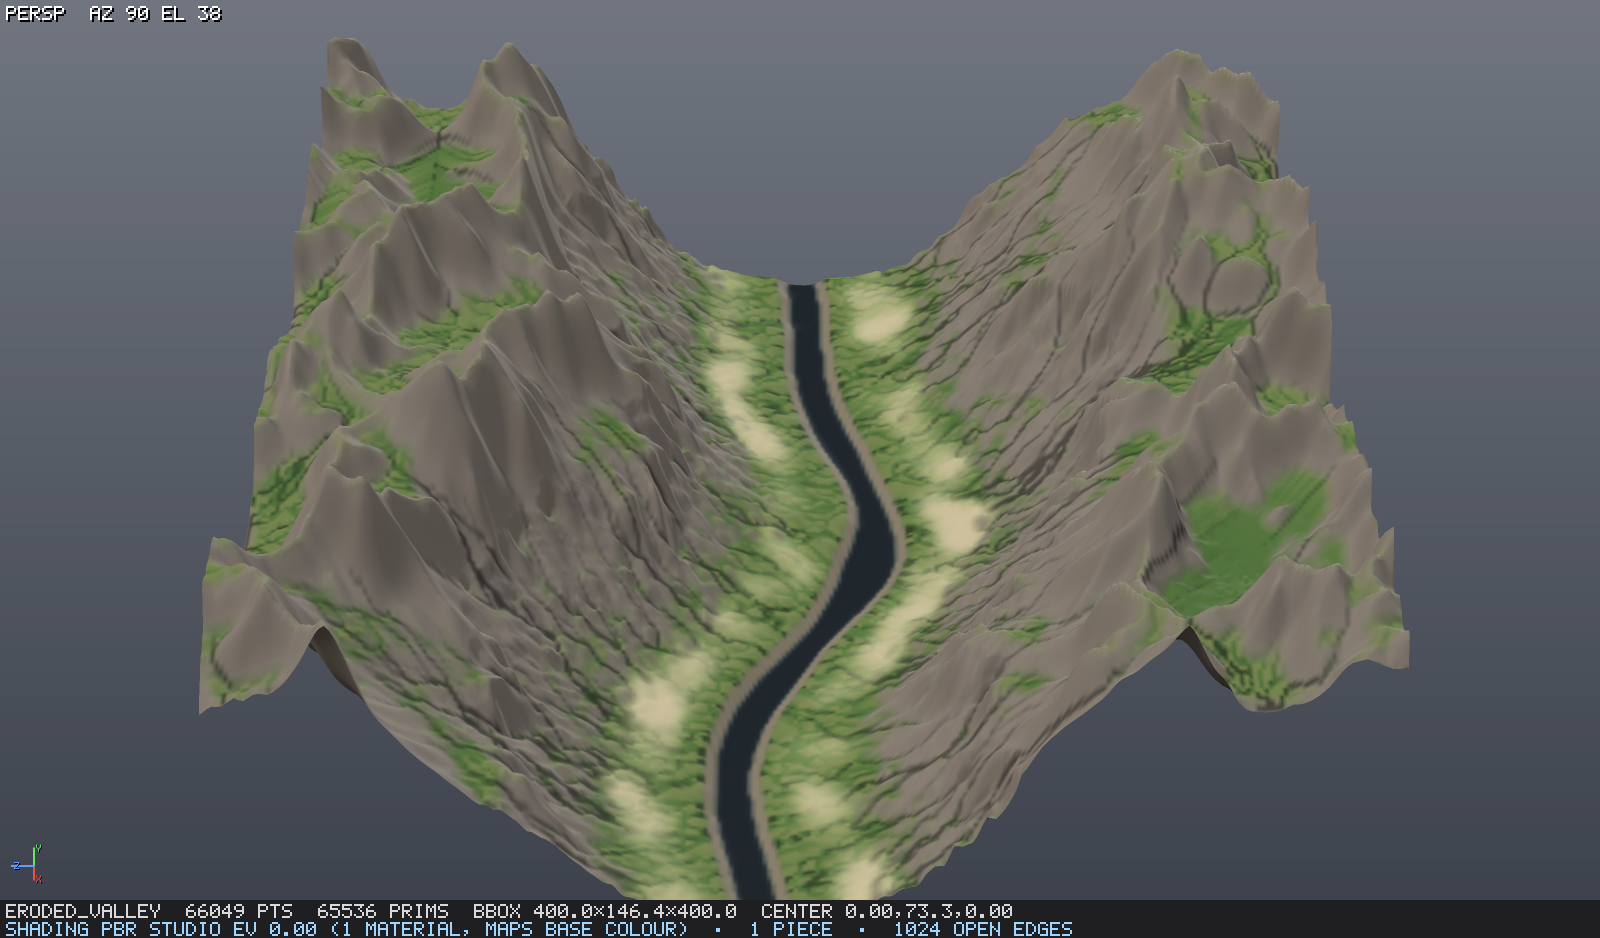 PERSP  AZ 90 EL 38
Y
Z
X
ERODED_VALLEY  66049 PTS  65536 PRIMS  BBOX 400.0×146.4×400.0  CENTER 0.00,73.3,0.00
SHADING PBR STUDIO EV 0.00 (1 MATERIAL, MAPS BASE COLOUR)  ·  1 PIECE  ·  1024 OPEN EDGES